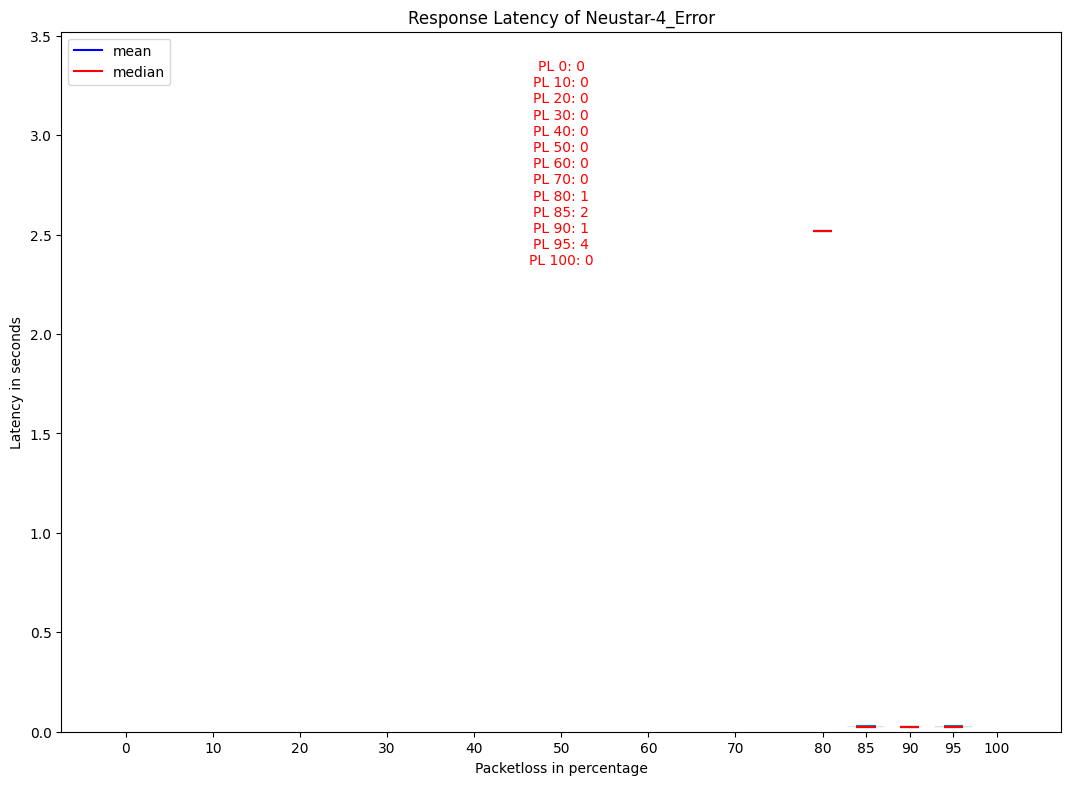 Response Latency of Neustar-4_Error
mean
median
PL 0: 0
PL 10: 0
PL 20: 0
PL 30: 0
PL 40: 0
PL 50: 0
PL 60: 0
PL 70: 0
PL 80: 1
PL 85: 2
PL 90: 1
PL 95: 4
PL 100: 0
Latency in seconds
3.5
3.0
2.5
2.0
1.5
1.0
0.5
0.0
0 10 20 30 40 50 60 70 80 85 90 95 100
Packetloss in percentage